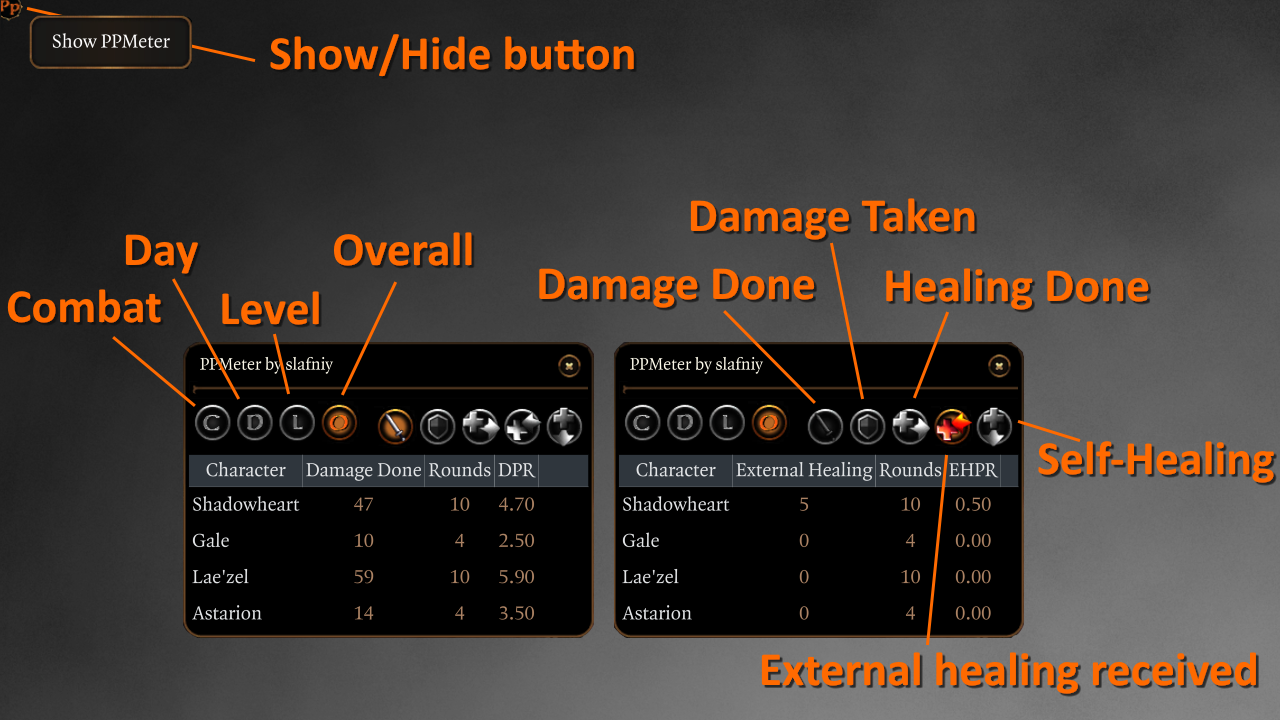 Pp
Show PPMeter
Show/Hide button
Damage Taken
Day
Overall
Damage Done
Healing Done
Combat
Level
PPMeter by slafniy
C D L O
Character Damage Done Rounds DPR
Shadowheart 47 10 4.70
Gale 10 4 2.50
Lae'zel 59 10 5.90
Astarion 14 4 3.50
PPMeter by slafniy
C D L O
Character External Healing Rounds EHPR
Shadowheart 5 10 0.50
Gale 0 4 0.00
Lae'zel 0 10 0.00
Astarion 0 4 0.00
Self-Healing
External healing received